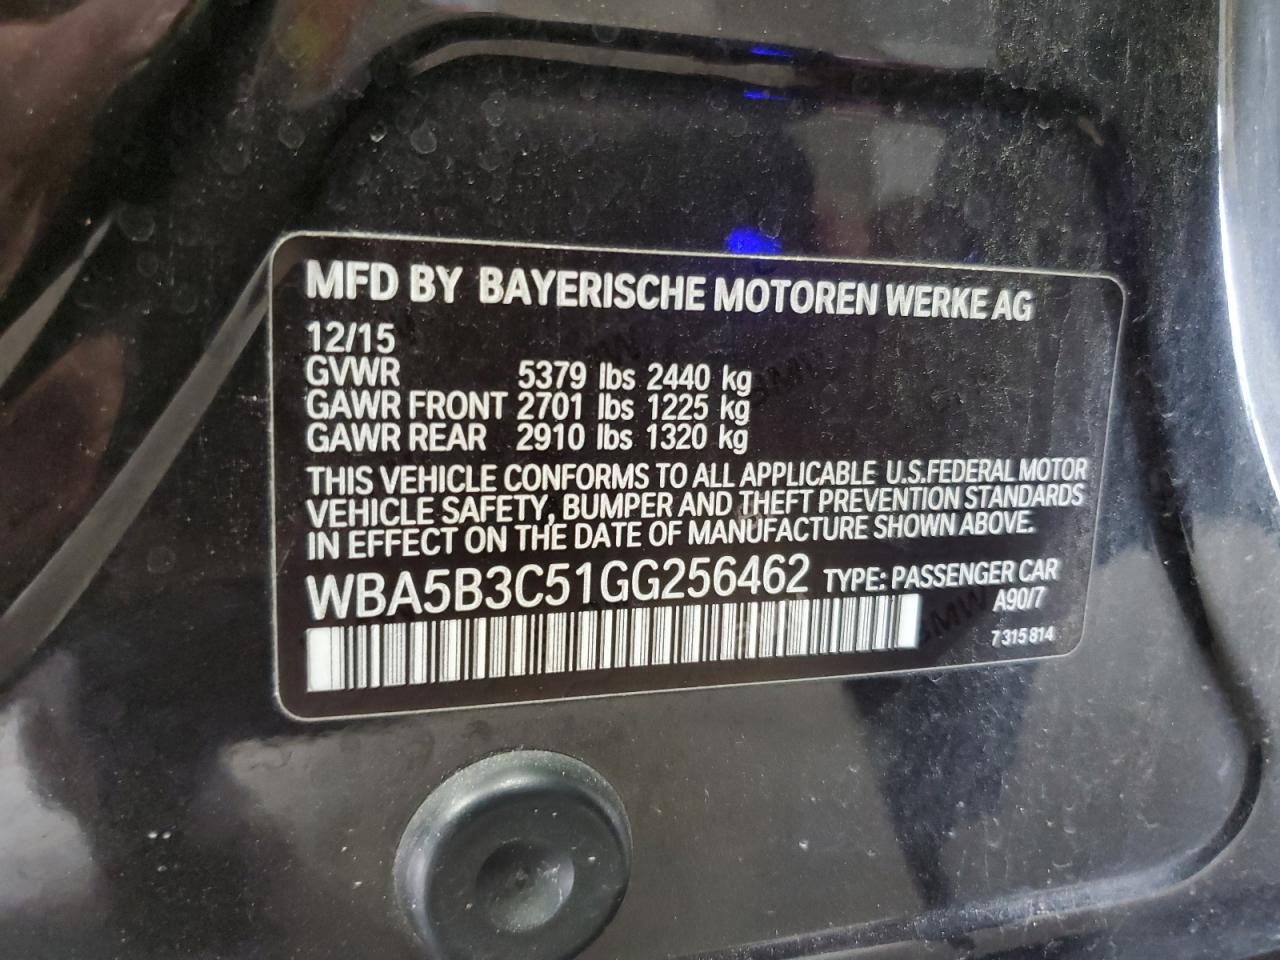 MFD BY BAYERISCHE MOTOREN WERKE AG
12/15
GVWR 5379 lbs 2440 kg
GAWR FRONT 2701 lbs 1225 kg
GAWR REAR 2910 lbs 1320 kg
THIS VEHICLE CONFORMS TO ALL APPLICABLE U.S.FEDERAL MOTOR
VEHICLE SAFETY, BUMPER AND THEFT PREVENTION STANDARDS
IN EFFECT ON THE DATE OF MANUFACTURE SHOWN ABOVE.
WBA5B3C51GG256462 TYPE: PASSENGER CAR
A90/7
7 315 814